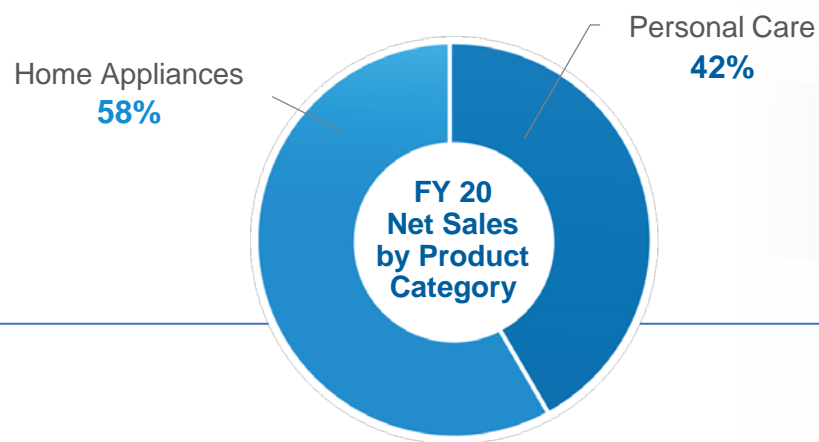 Personal Care
42%
Home Appliances
58%
FY 20
Net Sales
by Product
Category